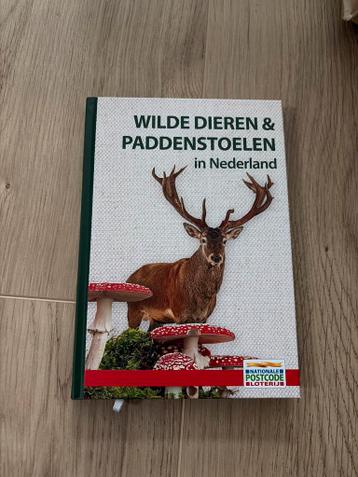 WILDE DIEREN &
PADDENSTOELEN
in Nederland
NATIONALE
POSTCODE
LOTERIJ